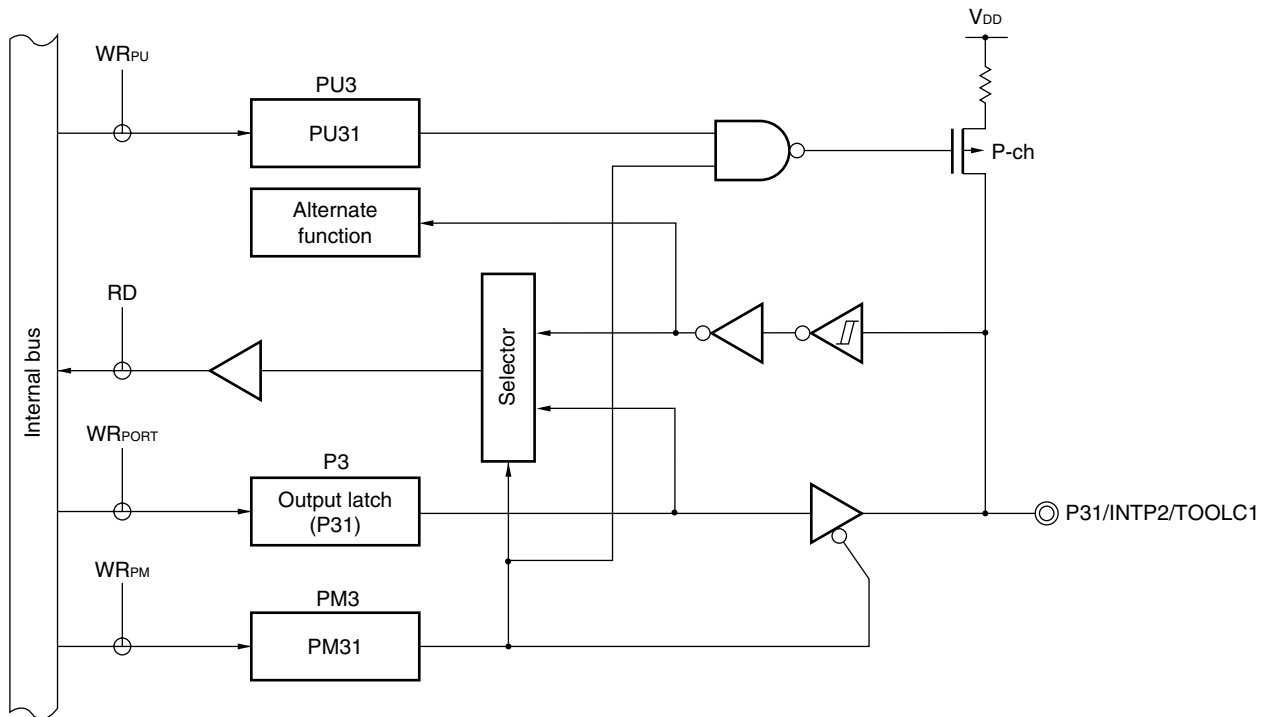 VDD
WRPU
PU3
PU31
P-ch
Alternate
function
RD
Selector
Internal bus
WRPORT
P3
Output latch
(P31)
P31/INTP2/TOOLC1
WRPM
PM3
PM31